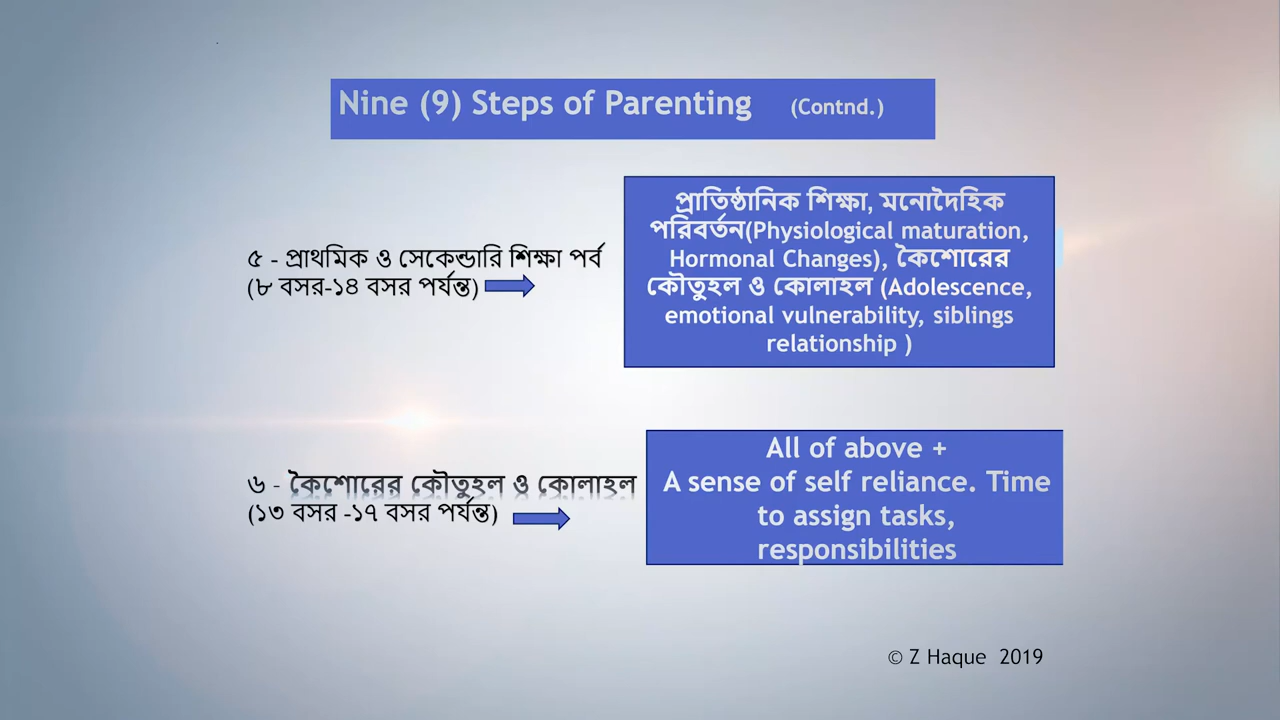 Nine (9) Steps of Parenting (Contnd.)
৫ - প্রাথমিক ও সেকেন্ডারি শিক্ষা পর্ব
(৮ বসর-১৪ বসর পর্যন্ত)
প্রাতিষ্ঠানিক শিক্ষা, মনোদৈহিক
পরিবর্তন(Physiological maturation,
Hormonal Changes), কৈশোরের
কৌতুহল ও কোলাহল (Adolescence,
emotional vulnerability, siblings
relationship )
৬ - কৈশোরের কৌতুহল ও কোলাহল
(১৩ বসর -১৭ বসর পর্যন্ত)
All of above +
A sense of self reliance. Time
to assign tasks,
responsibilities
© Z Haque 2019